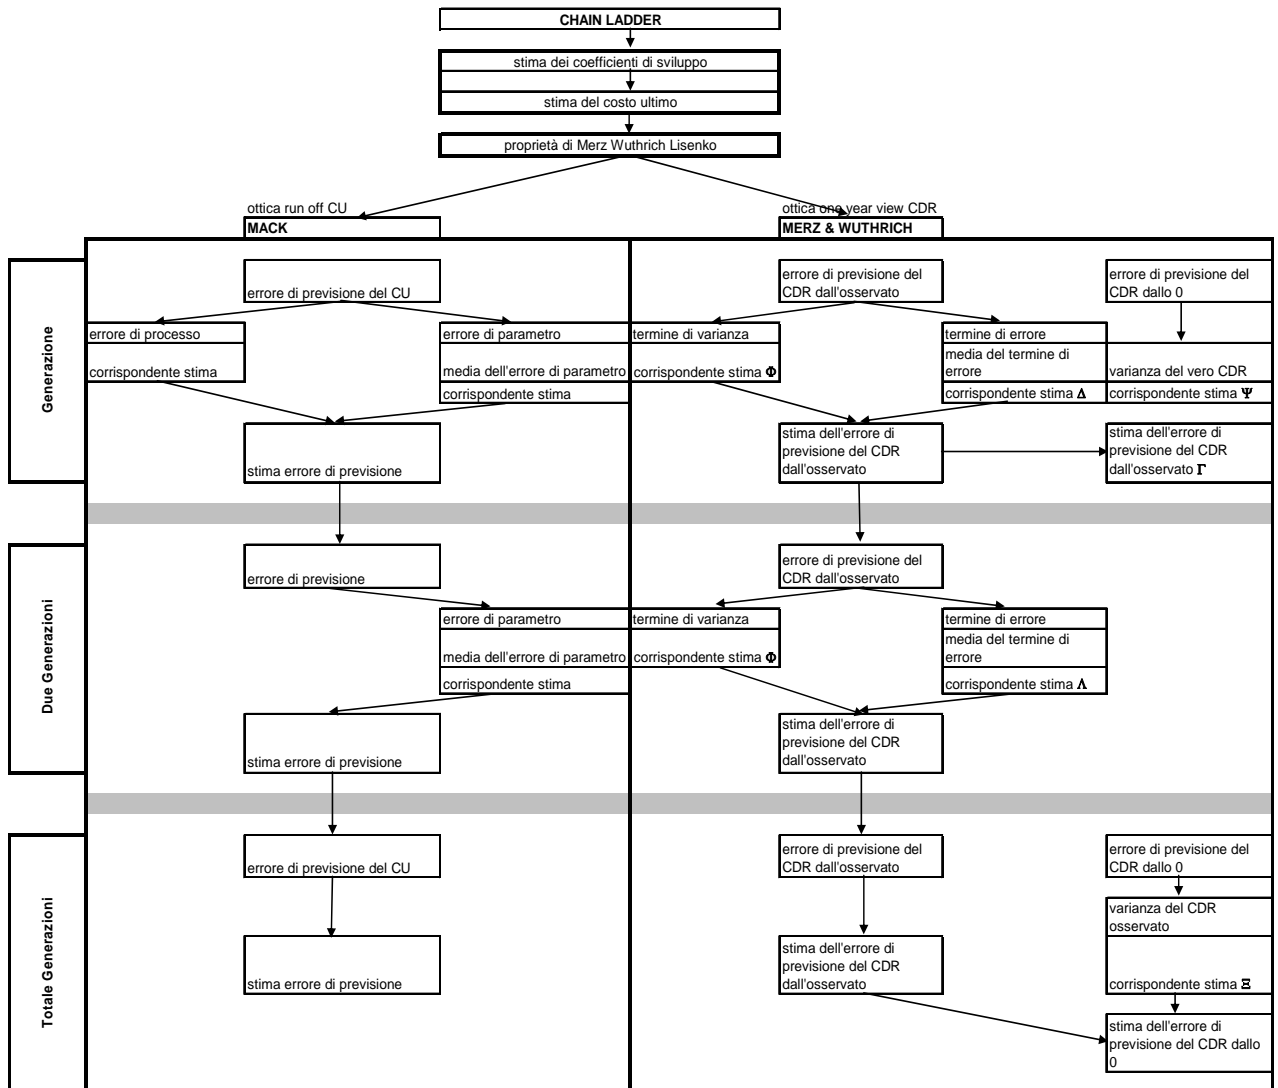 CHAIN LADDER
stima dei coefficienti di sviluppo
stima del costo ultimo
proprietà di Merz Wuthrich Lisenko
ottica run off CU
MACK
ottica one year view CDR
MERZ & WUTHRICH
Generazione
errore di previsione del CU
errore di processo
corrispondente stima
errore di parametro
media dell'errore di parametro
corrispondente stima
stima errore di previsione
errore di previsione del
CDR dall'osservato
termine di varianza
corrispondente stima Φ
termine di errore
media del termine di
errore
corrispondente stima Δ
errore di previsione del
CDR dallo 0
varianza del vero CDR
corrispondente stima Ψ
stima dell'errore di
previsione del CDR
dall'osservato
stima dell'errore di
previsione del CDR
dall'osservato Γ
Due Generazioni
errore di previsione
errore di parametro
media dell'errore di parametro
corrispondente stima
stima errore di previsione
errore di previsione del
CDR dall'osservato
termine di varianza
corrispondente stima Φ
termine di errore
media del termine di
errore
corrispondente stima Λ
stima dell'errore di
previsione del CDR
dall'osservato
Totale Generazioni
errore di previsione del CU
stima errore di previsione
errore di previsione del
CDR dall'osservato
stima dell'errore di
previsione del CDR
dall'osservato
errore di previsione del
CDR dallo 0
varianza del CDR
osservato
corrispondente stima Ξ
stima dell'errore di
previsione del CDR dallo
0